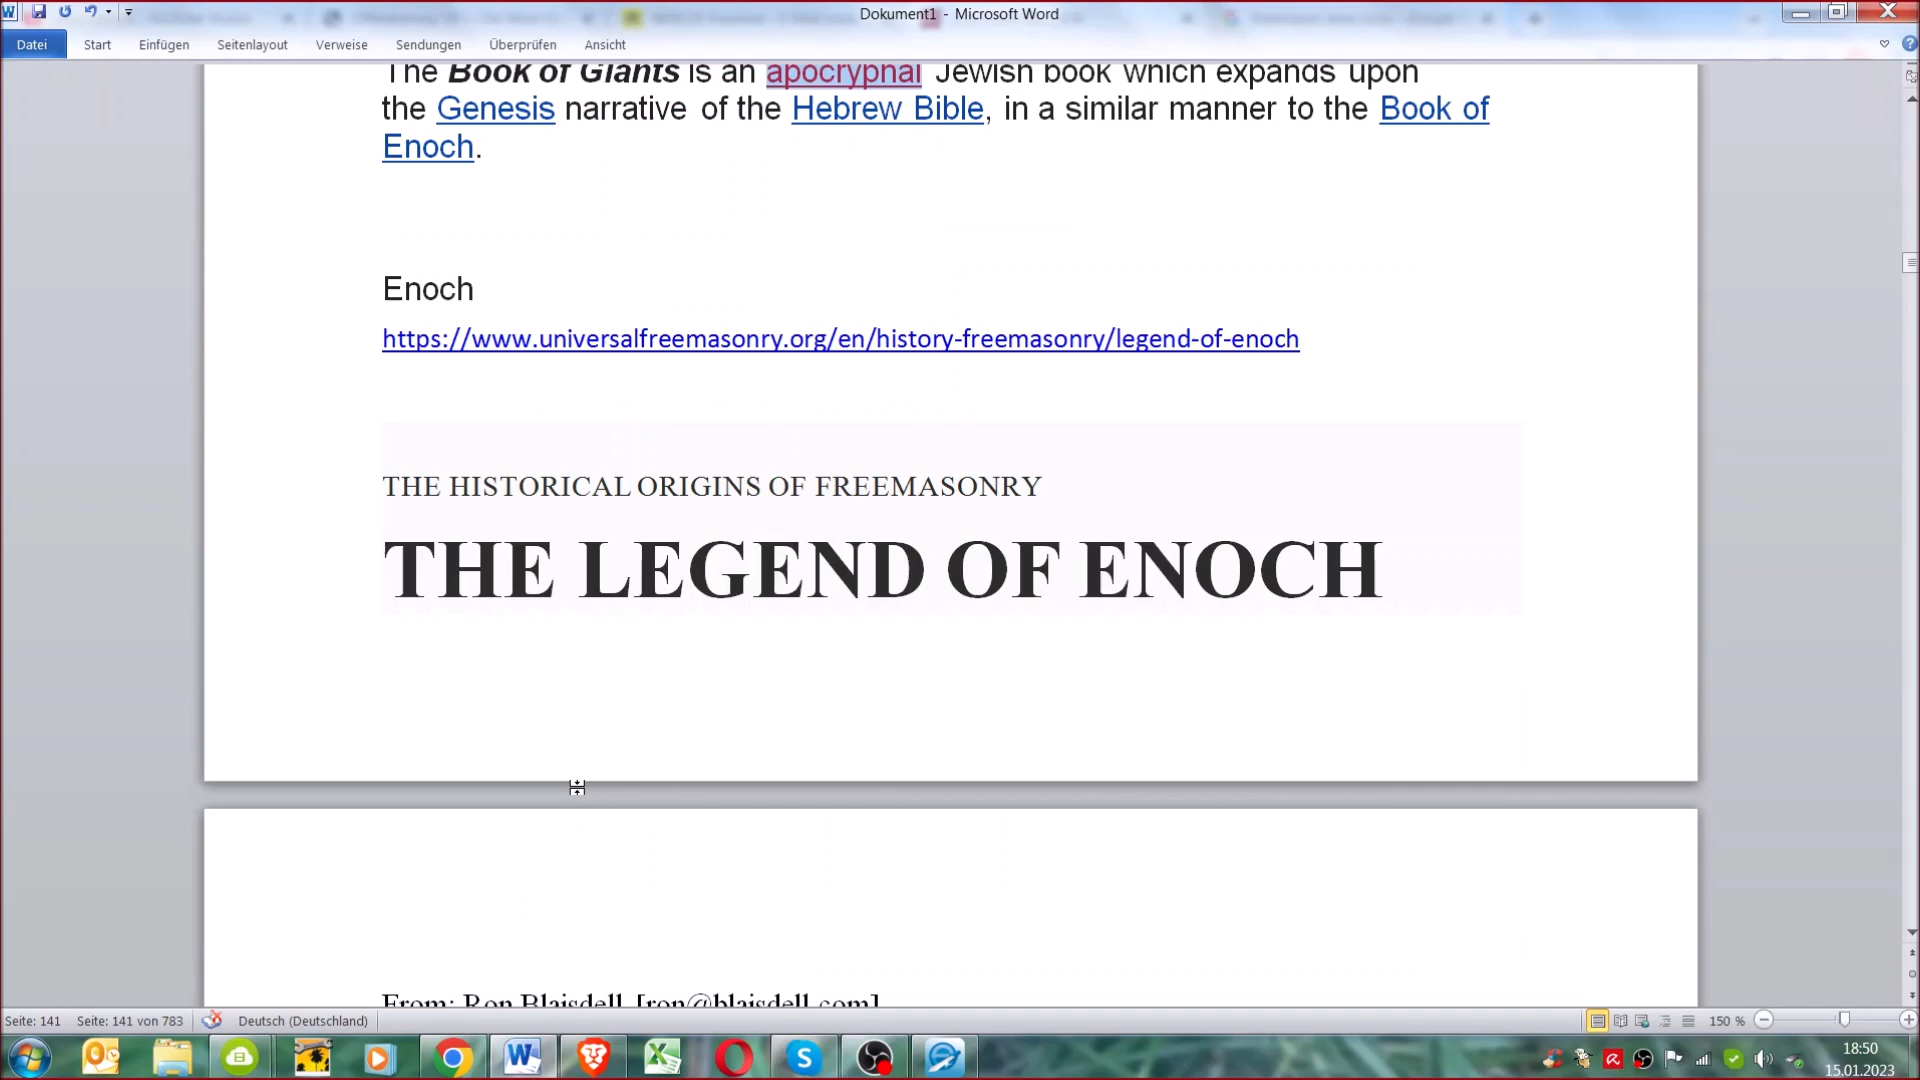 Dokument1 - Microsoft Word
Datei Start Einfügen Seitenlayout Verweise Sendungen Überprüfen Ansicht
The Book of Giants is an apocryphal Jewish book which expands upon
the Genesis narrative of the Hebrew Bible, in a similar manner to the Book of
Enoch.
Enoch
https://www.universalfreemasonry.org/en/history-freemasonry/legend-of-enoch
THE HISTORICAL ORIGINS OF FREEMASONRY
THE LEGEND OF ENOCH
From: Ron Blaisdell [ron@blaisdell.com]
Seite: 141 Seite: 141 von 783 Deutsch (Deutschland) 150 %
18:50
15.01.2023